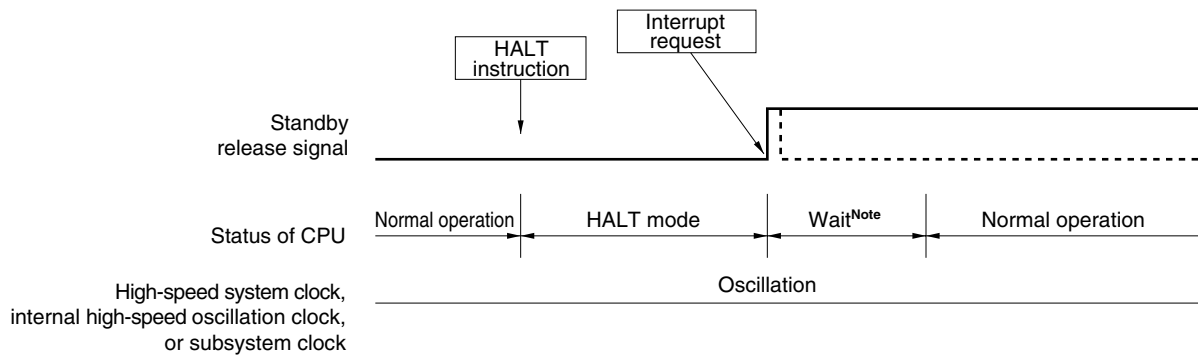 Interrupt
request
HALT
instruction
Standby
release signal
Status of CPU
Normal operation
HALT mode
WaitNote
Normal operation
High-speed system clock,
internal high-speed oscillation clock,
or subsystem clock
Oscillation